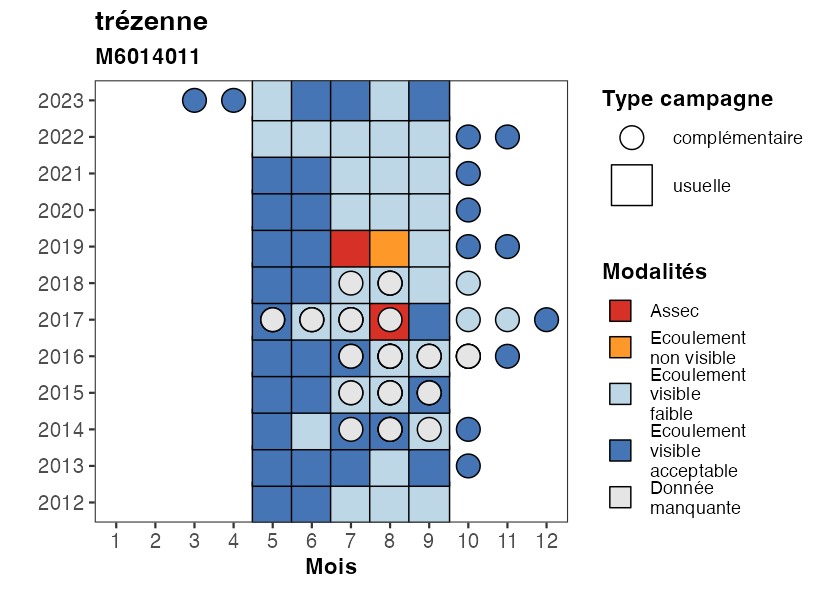 trézenne
M6014011
2023
2022
2021
2020
2019
2018
2017
2016
2015
2014
2013
2012
1 2 3 4 5 6 7 8 9 10 11 12
Mois
Type campagne
complémentaire
usuelle
Modalités
Assec
Ecoulement
non visible
Ecoulement
visible
faible
Ecoulement
visible
acceptable
Donnée
manquante